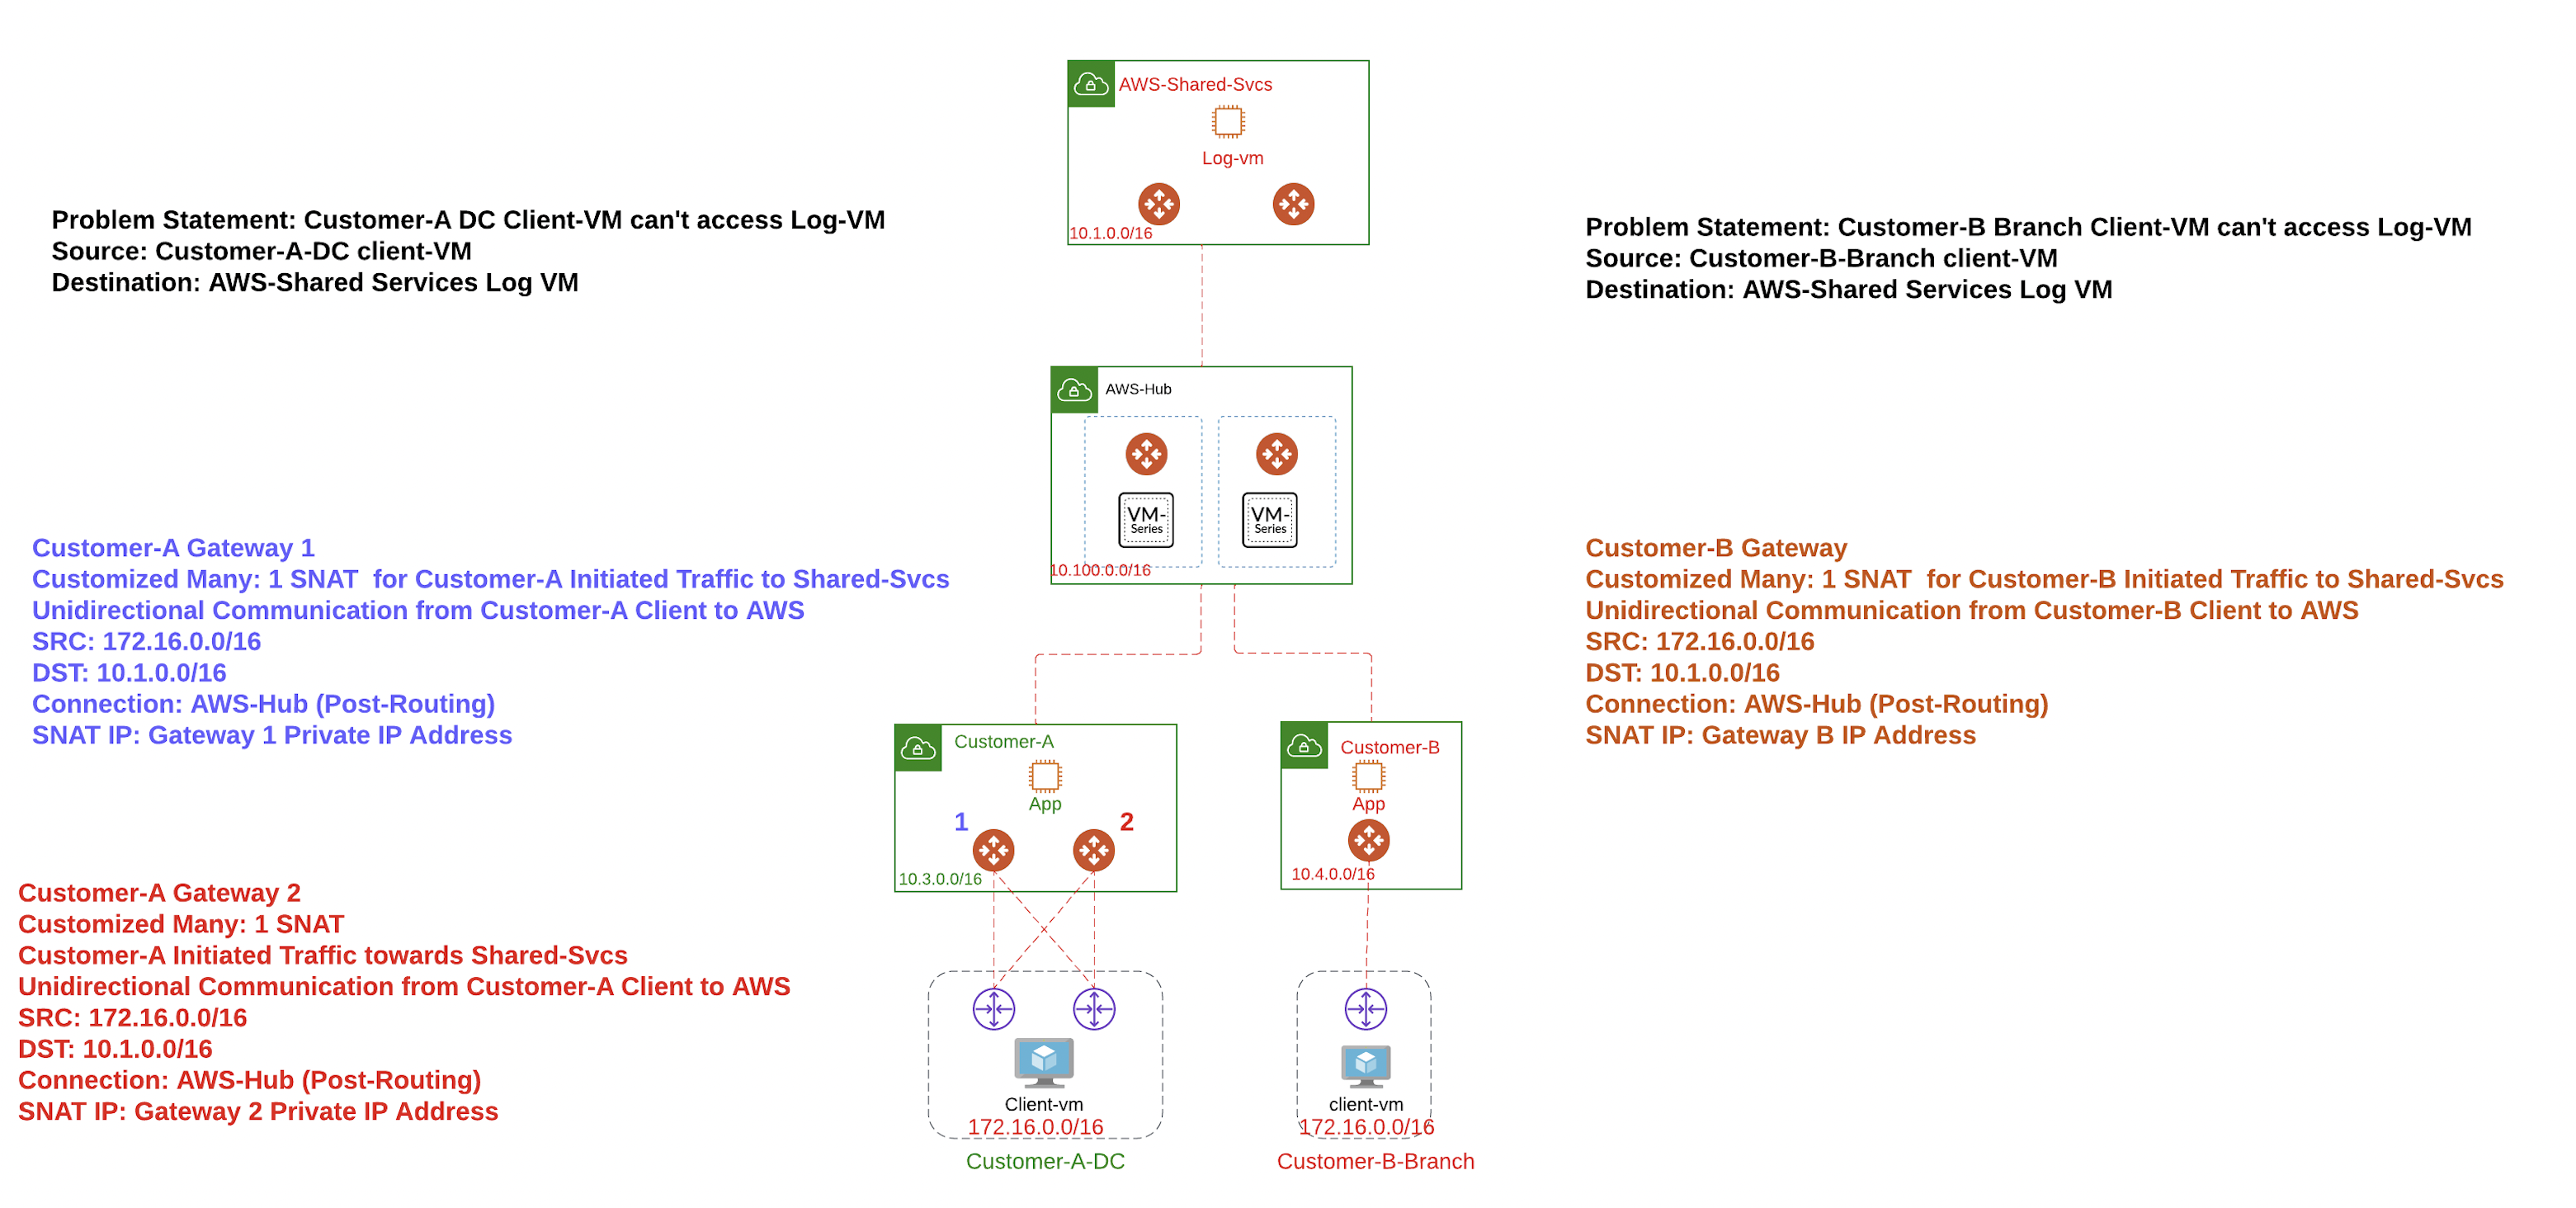 AWS-Shared-Svcs
Log-vm
10.1.0.0/16
Problem Statement: Customer-A DC Client-VM can't access Log-VM
Source: Customer-A-DC client-VM
Destination: AWS-Shared Services Log VM
Problem Statement: Customer-B Branch Client-VM can't access Log-VM
Source: Customer-B-Branch client-VM
Destination: AWS-Shared Services Log VM
AWS-Hub
VM-
Series
VM-
Series
10.100.0.0/16
Customer-A Gateway 1
Customized Many: 1 SNAT  for Customer-A Initiated Traffic to Shared-Svcs
Unidirectional Communication from Customer-A Client to AWS
SRC: 172.16.0.0/16
DST: 10.1.0.0/16
Connection: AWS-Hub (Post-Routing)
SNAT IP: Gateway 1 Private IP Address
Customer-B Gateway
Customized Many: 1 SNAT  for Customer-B Initiated Traffic to Shared-Svcs
Unidirectional Communication from Customer-B Client to AWS
SRC: 172.16.0.0/16
DST: 10.1.0.0/16
Connection: AWS-Hub (Post-Routing)
SNAT IP: Gateway B IP Address
Customer-A
App
1
2
10.3.0.0/16
Customer-B
App
10.4.0.0/16
Customer-A Gateway 2
Customized Many: 1 SNAT
Customer-A Initiated Traffic towards Shared-Svcs
Unidirectional Communication from Customer-A Client to AWS
SRC: 172.16.0.0/16
DST: 10.1.0.0/16
Connection: AWS-Hub (Post-Routing)
SNAT IP: Gateway 2 Private IP Address
Client-vm
172.16.0.0/16
Customer-A-DC
client-vm
172.16.0.0/16
Customer-B-Branch